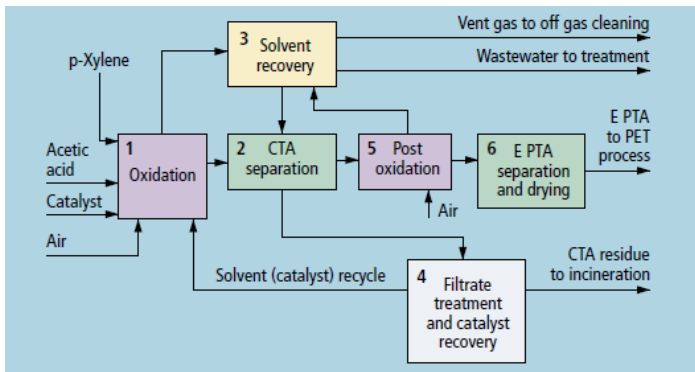 Vent gas to off gas cleaning
3 Solvent
recovery
Wastewater to treatment
p-Xylene
E PTA
to PET
process
1
Oxidation
2 CTA
separation
5 Post
oxidation
6 E PTA
separation
and drying
Acetic
acid
Catalyst
Air
Air
Solvent (catalyst) recycle
4
Filtrate
treatment
and catalyst
recovery
CTA residue
to incineration